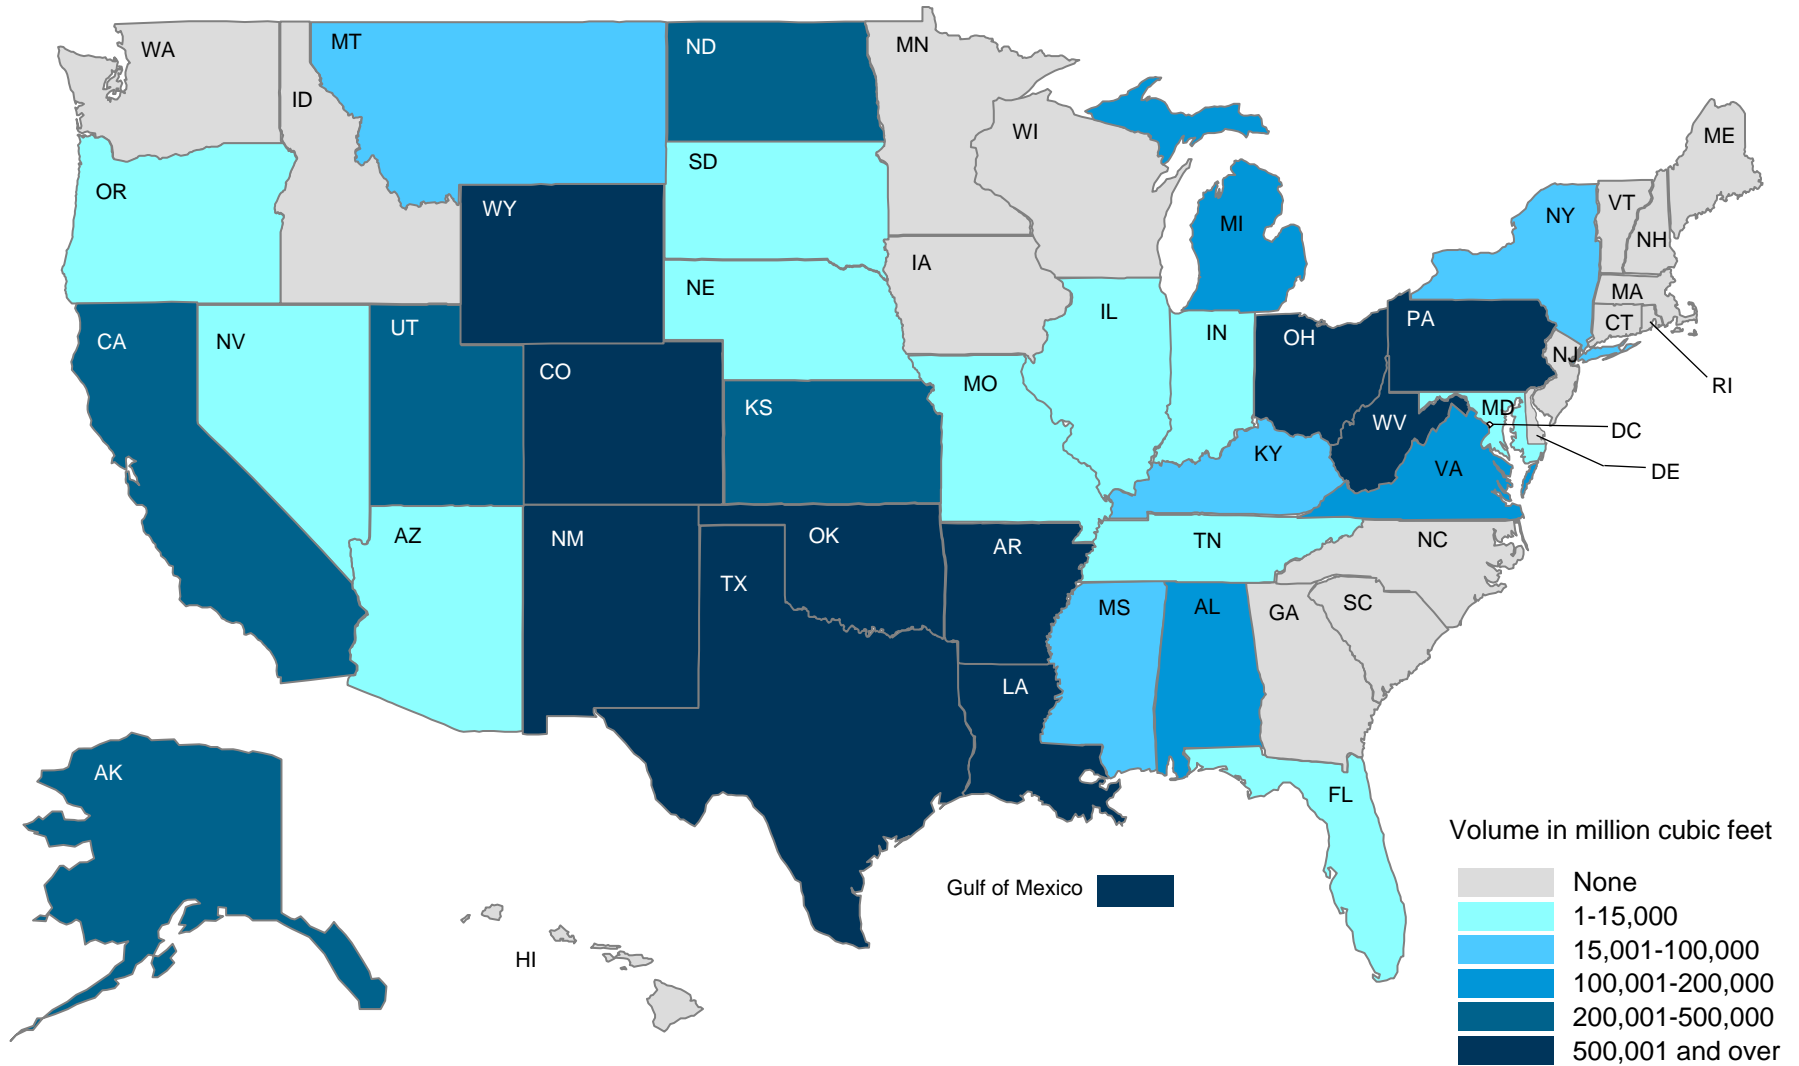 WA
MT
ND
MN
ID
WI
ME
SD
OR
VT
WY
NY
MI
NH
IA
NE
MA
IL
PA
CT
UT
IN
CA
NV
OH
NJ
CO
MO
RI
KS
MD
WV
DC
KY
VA
DE
AZ
NM
OK
AR
TN
NC
TX
MS
AL
GA
SC
LA
AK
FL
HI
Gulf of Mexico
Volume in million cubic feet
None
1-15,000
15,001-100,000
100,001-200,000
200,001-500,000
500,001 and over